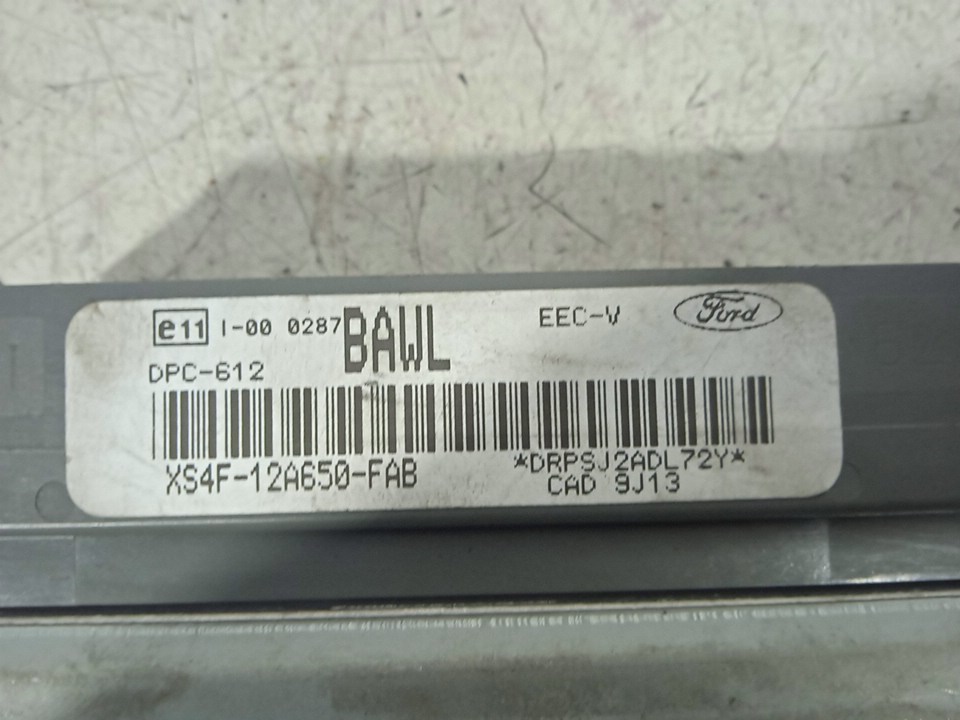 e11 I-00 0287 BAWL EEC-V Ford
DPC-612
XS4F-12A650-FAB *DRPSJ2ADL72Y*
CAD 9J13